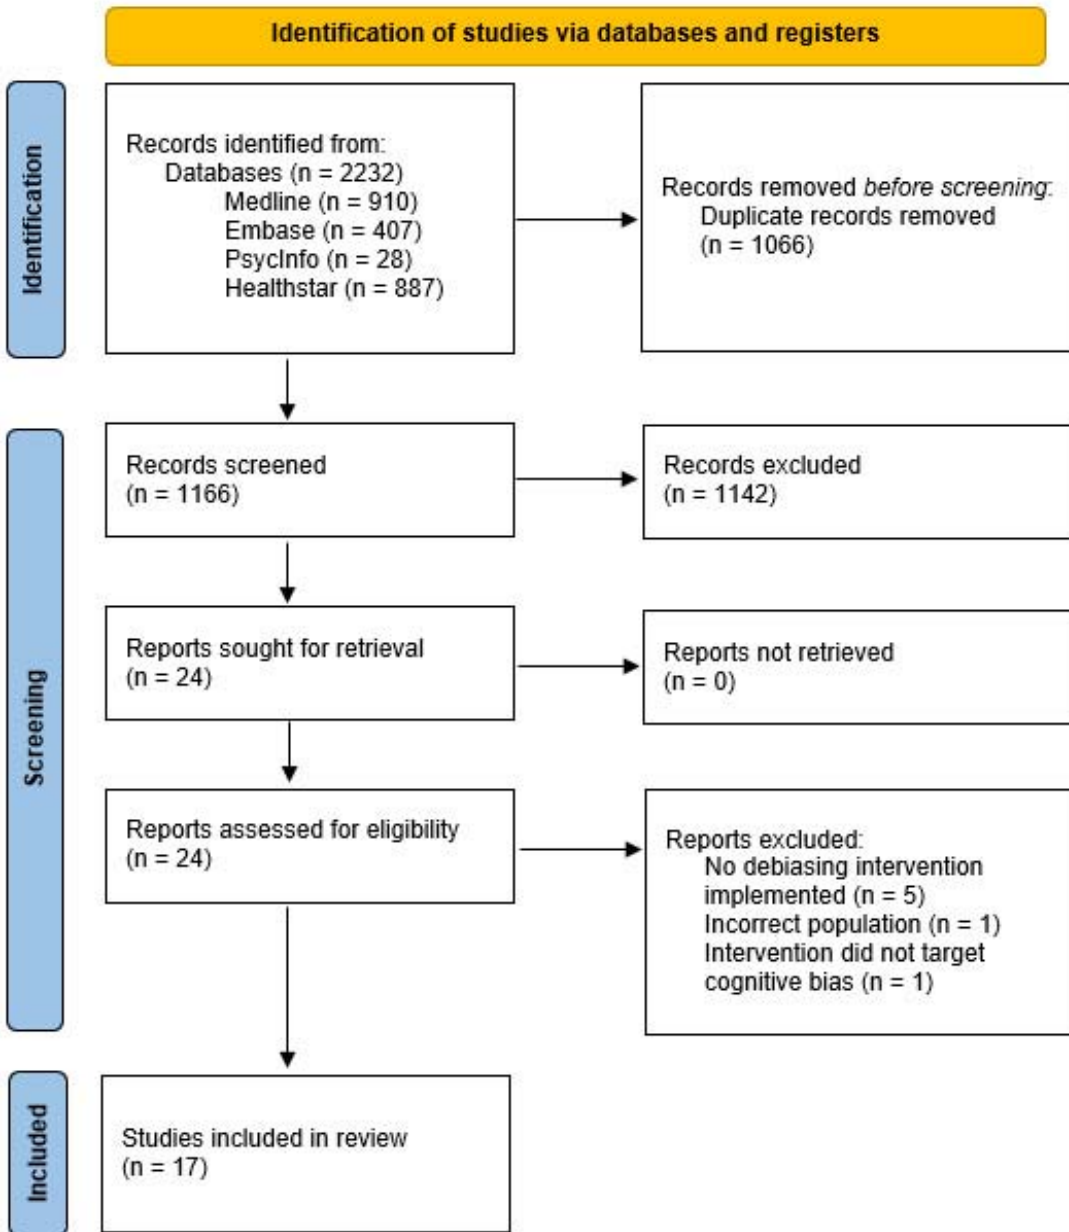 Identification of studies via databases and registers
Identification
Records identified from:
Databases (n = 2232)
Medline (n = 910)
Embase (n = 407)
PsycInfo (n = 28)
Healthstar (n = 887)
Records removed before screening:
Duplicate records removed
(n = 1066)
Screening
Records screened
(n = 1166)
Records excluded
(n = 1142)
Reports sought for retrieval
(n = 24)
Reports not retrieved
(n = 0)
Reports assessed for eligibility
(n = 24)
Reports excluded:
No debiasing intervention
implemented (n = 5)
Incorrect population (n = 1)
Intervention did not target
cognitive bias (n = 1)
Included
Studies included in review
(n = 17)